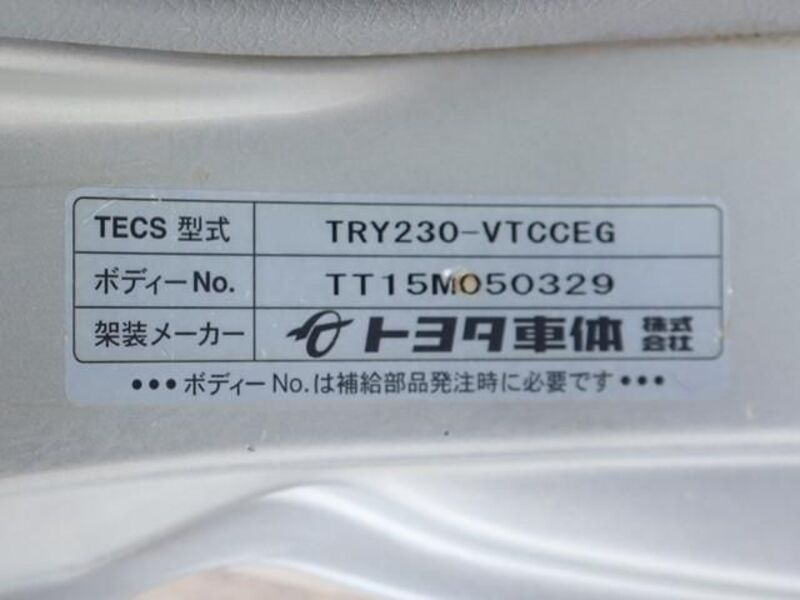 TECS 型式 TRY230-VTCCEG
ボディーNo. TT15M050329
架装メーカー トヨタ車体 株式会社
•••ボディーNo.は補給部品発注時に必要です•••